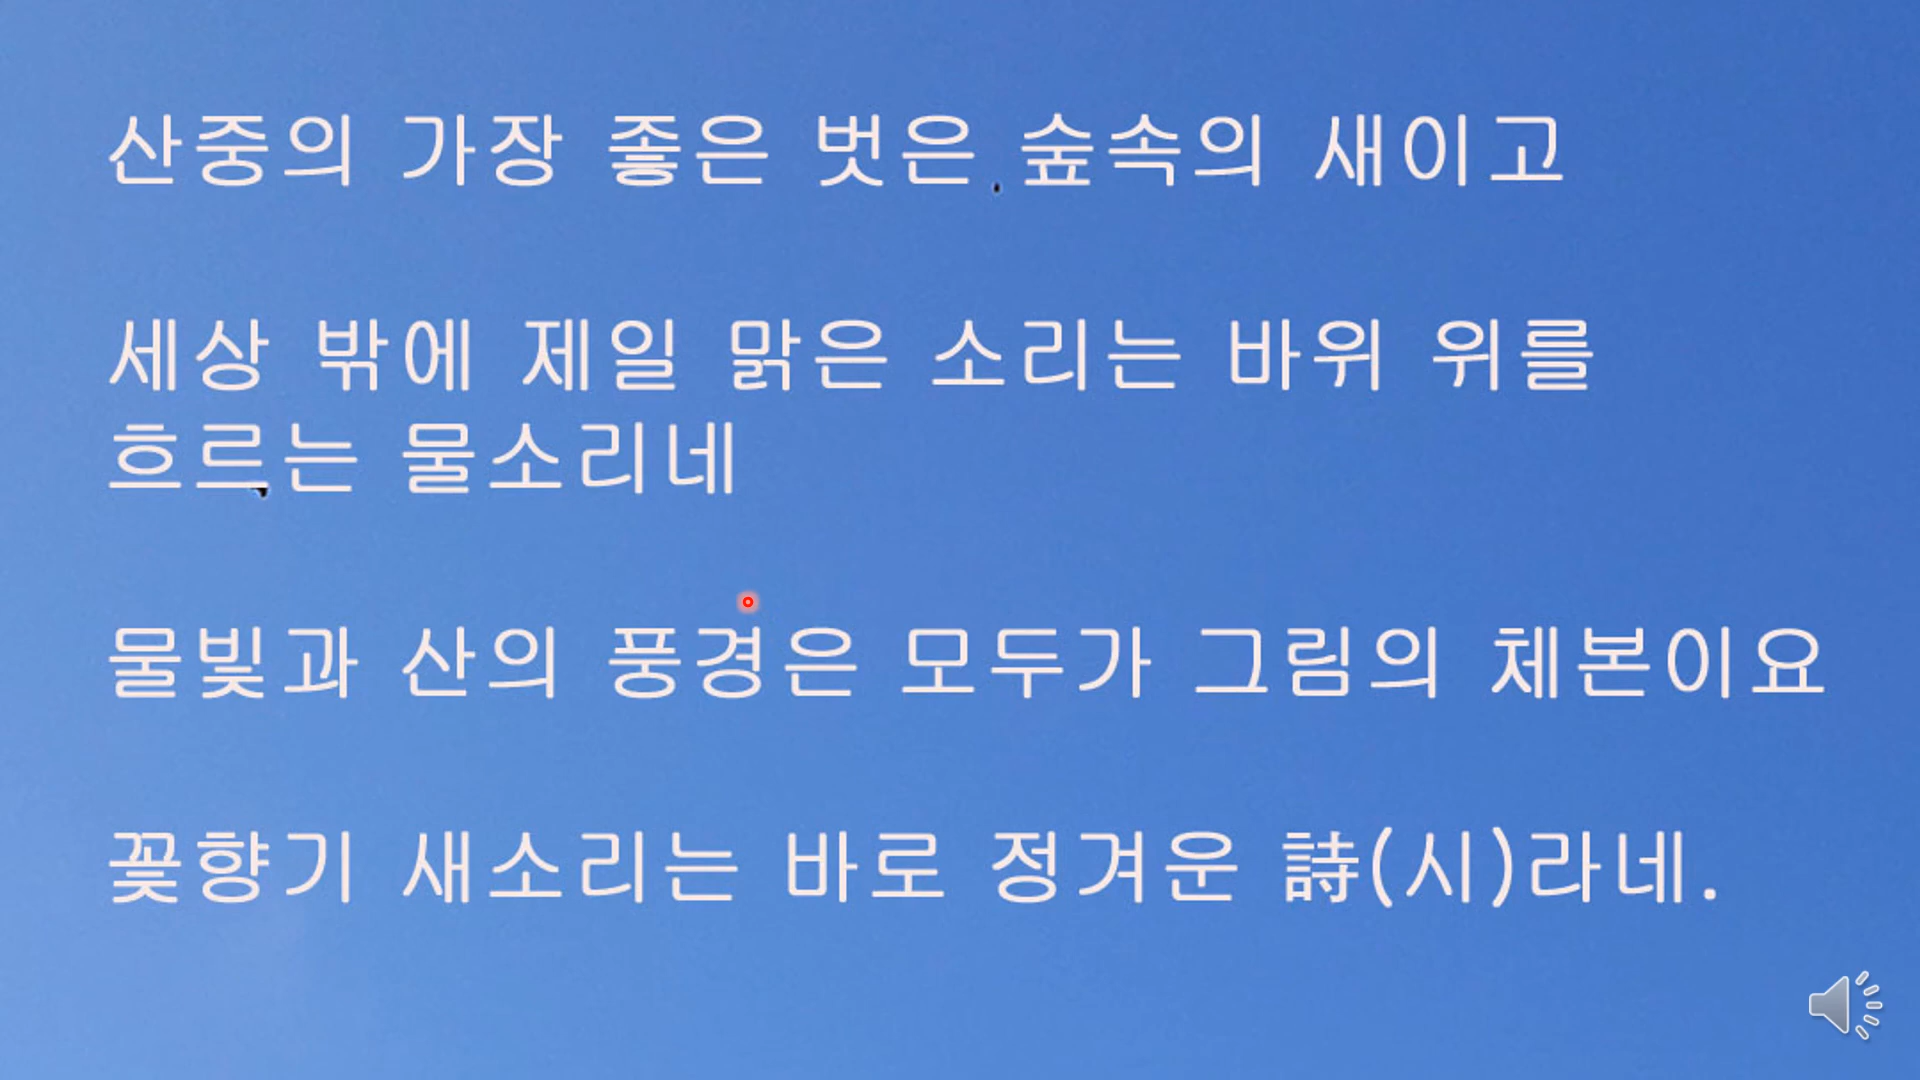 산중의 가장 좋은 벗은 숲속의 새이고
세상 밖에 제일 맑은 소리는 바위 위를
흐르는 물소리네
물빛과 산의 풍경은 모두가 그림의 체본이요
꽃향기 새소리는 바로 정겨운 詩(시)라네.